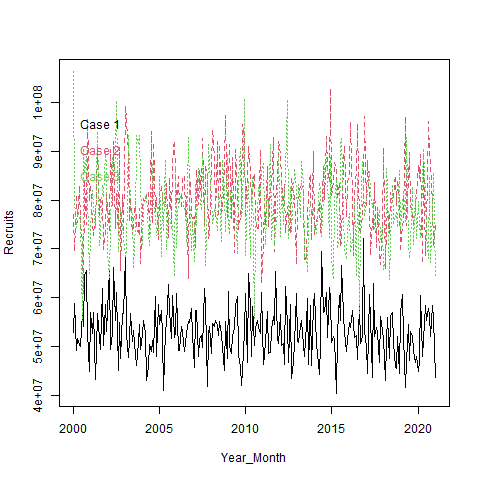 1e+08
9e+07
8e+07
7e+07
6e+07
5e+07
4e+07
Recruits
Case 1
Case 2
Case 3
2000
2005
2010
2015
2020
Year_Month